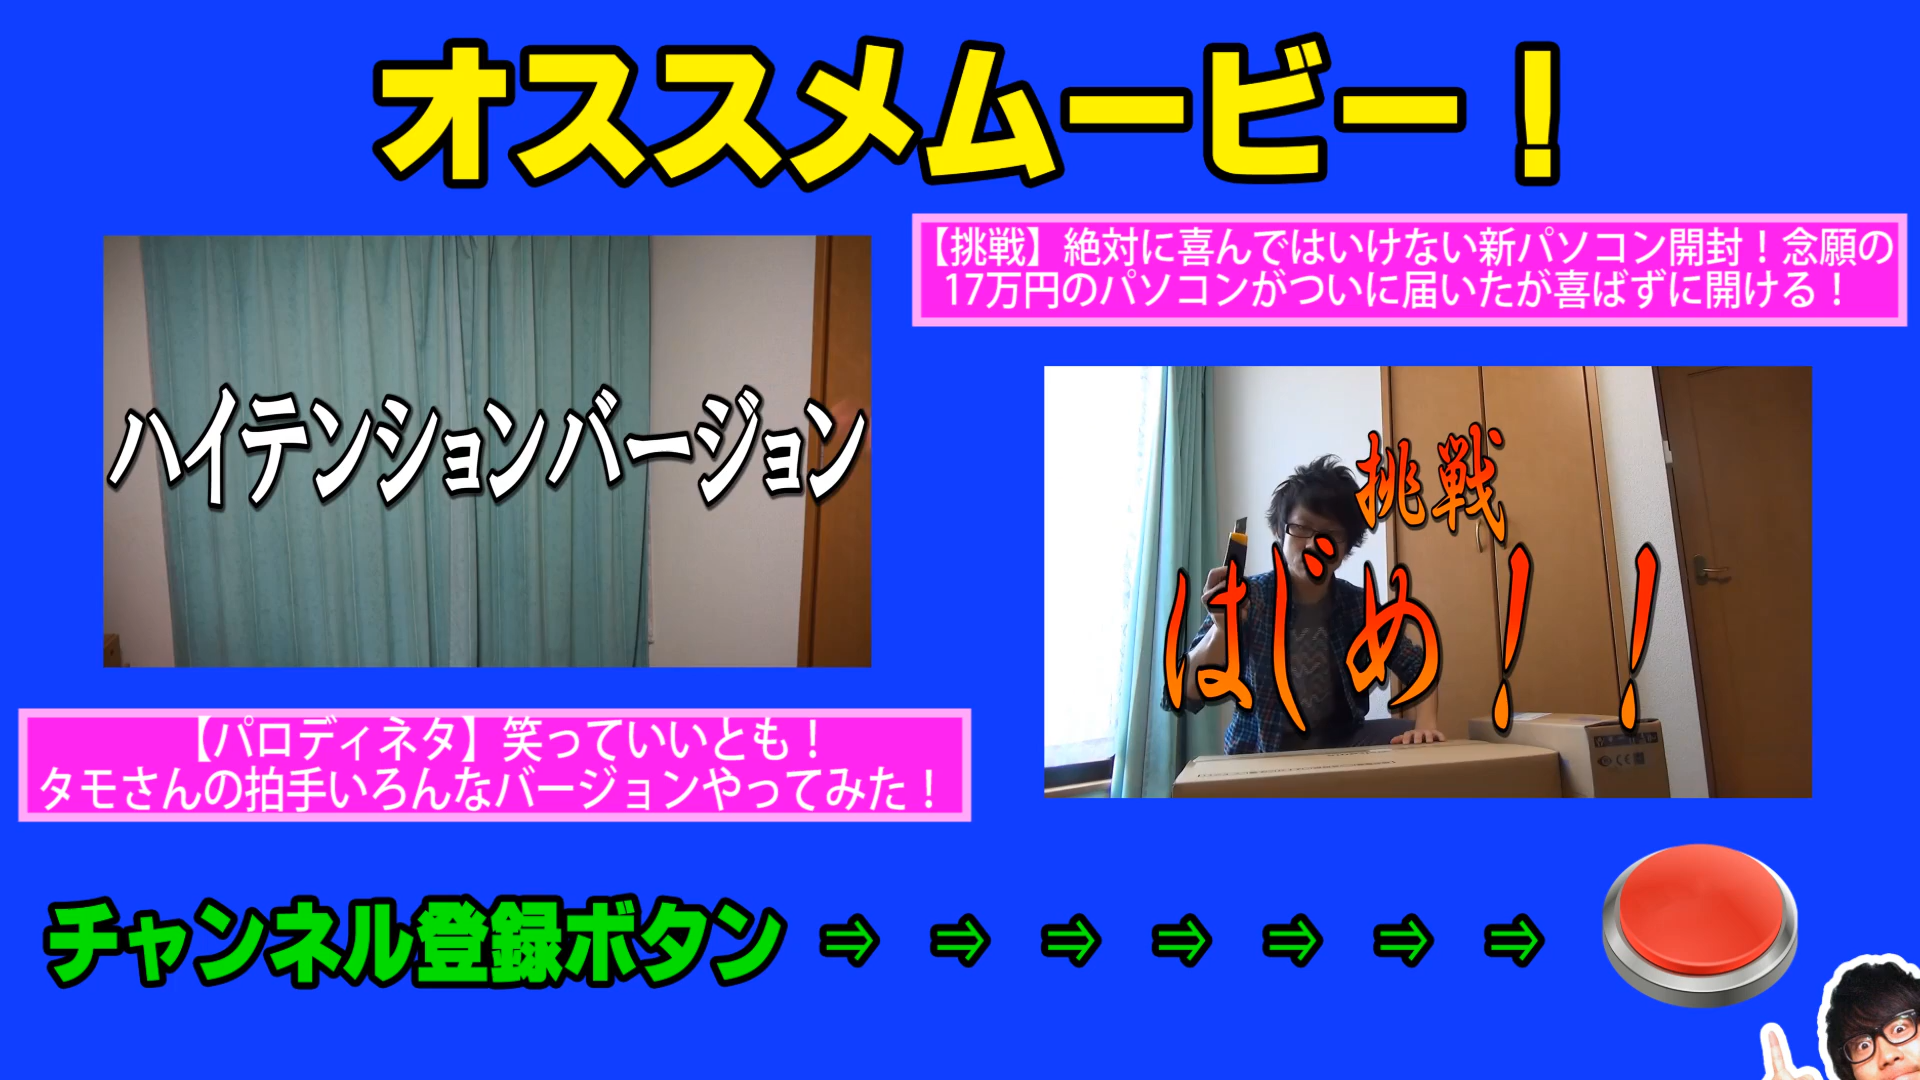 オススメムービー！
【挑戦】絶対に喜んではいけない新パソコン開封！念願の
17万円のパソコンがついに届いたが喜ばずに開ける！
ハイテンションバージョン
挑戦
はじめ！！
【パロディネタ】笑っていいとも！
タモさんの拍手いろんなバージョンやってみた！
チャンネル登録ボタン ⇒ ⇒ ⇒ ⇒ ⇒ ⇒ ⇒